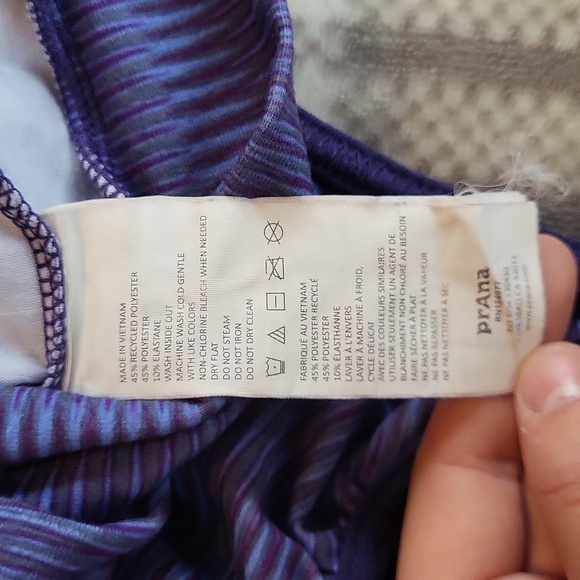 MADE IN VIETNAM
45% RECYCLED POLYESTER
45% POLYESTER
10% ELASTANE
WASH INSIDE OUT
MACHINE WASH COLD GENTLE
WITH LIKE COLORS
NON-CHLORINE BLEACH WHEN NEEDED
DRY FLAT
DO NOT STEAM
DO NOT IRON
DO NOT DRY CLEAN
FABRIQUÉ AU VIETNAM
45% POLYESTER RECYCLÉ
45% POLYESTER
10% ÉLASTHANNE
LAVER À L'ENVERS
LAVER À MACHINE À FROID,
CYCLE DÉLICAT
AVEC DES COULEURS SIMILAIRES
UTILISER SEULEMENT UN AGENT DE
BLANCHIMENT NON CHLORÉ AU BESOIN
FAIRE SÉCHER À PLAT
NE PAS NETTOYER À LA VAPEUR
NE PAS REPASSER
NE PAS NETTOYER À SEC
prAna